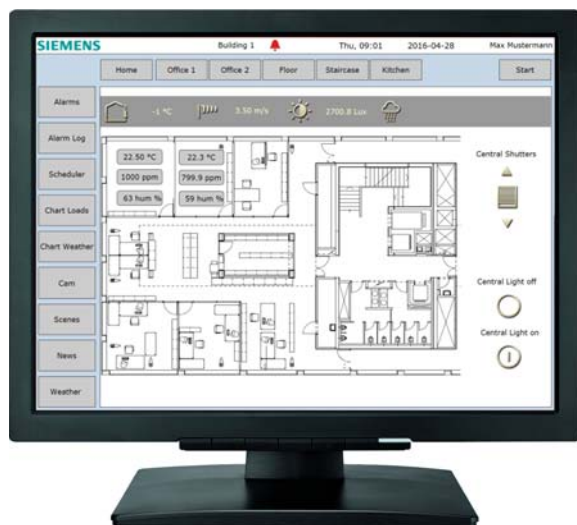 SIEMENS Building 1 Thu, 09:01 2016-04-28 Max Mustermann
Home Office 1 Office 2 Floor Staircase Kitchen Start
Alarms
Alarm Log
Scheduler
Chart Loads
Chart Weather
Cam
Scenes
News
Weather
-1 °C 3.50 m/s 2700.8 Lux
22.50 °C 22.3 °C
1000 ppm 799.9 ppm
63 hum % 59 hum %
Central Shutters
Central Light off
Central Light on